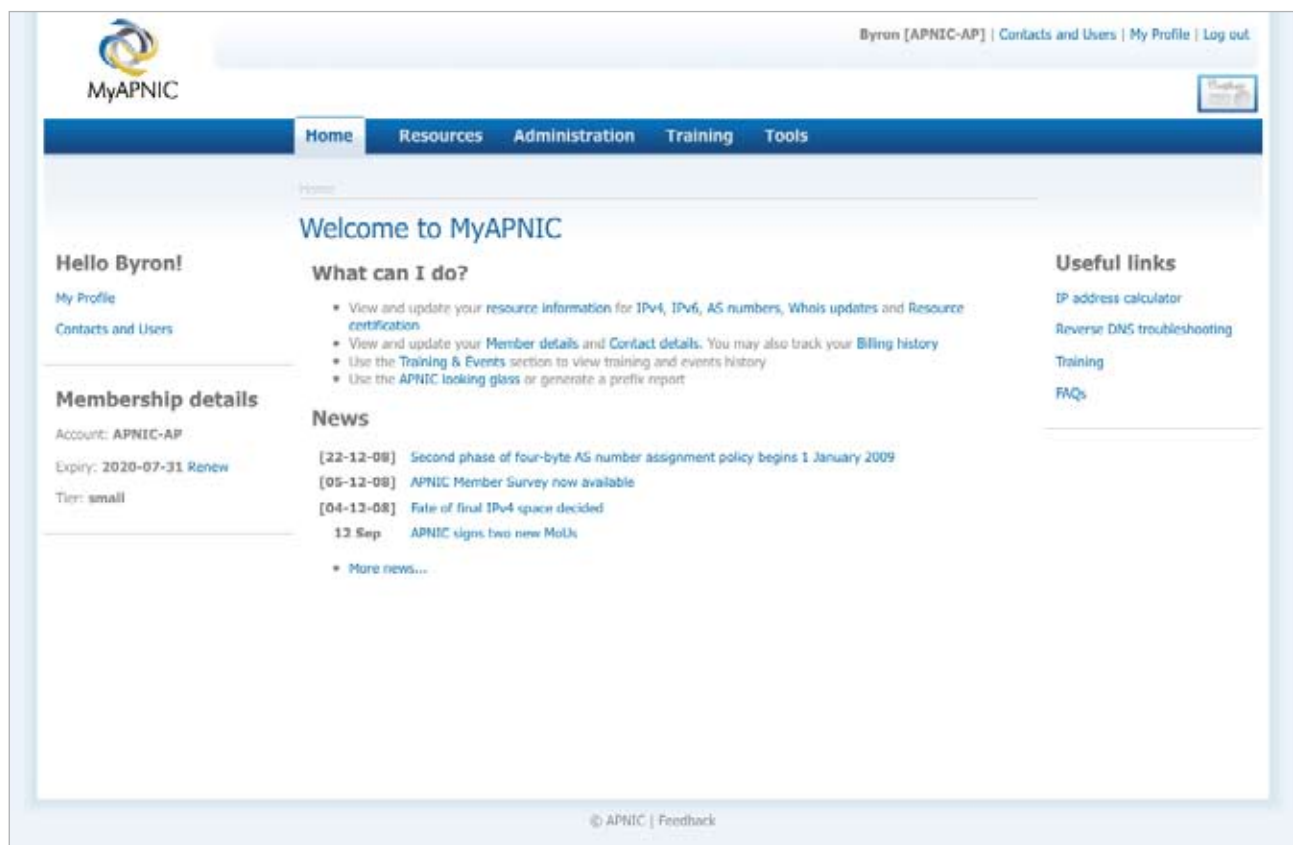 Byron [APNIC-AP] | Contacts and Users | My Profile | Log out
MyAPNIC
Home Resources Administration Training Tools
Home
Welcome to MyAPNIC
Hello Byron!
My Profile
Contacts and Users
Membership details
Account: APNIC-AP
Expiry: 2020-07-31 Renew
Tier: small
What can I do?
• View and update your resource information for IPv4, IPv6, AS numbers, Whois updates and Resource
certification
• View and update your Member details and Contact details. You may also track your Billing history
• Use the Training & Events section to view training and events history
• Use the APNIC looking glass or generate a prefix report
News
[22-12-08] Second phase of four-byte AS number assignment policy begins 1 January 2009
[05-12-08] APNIC Member Survey now available
[04-12-08] Fate of final IPv4 space decided
12 Sep APNIC signs two new MoUs
• More news...
Useful links
IP address calculator
Reverse DNS troubleshooting
Training
FAQs
© APNIC | Feedback